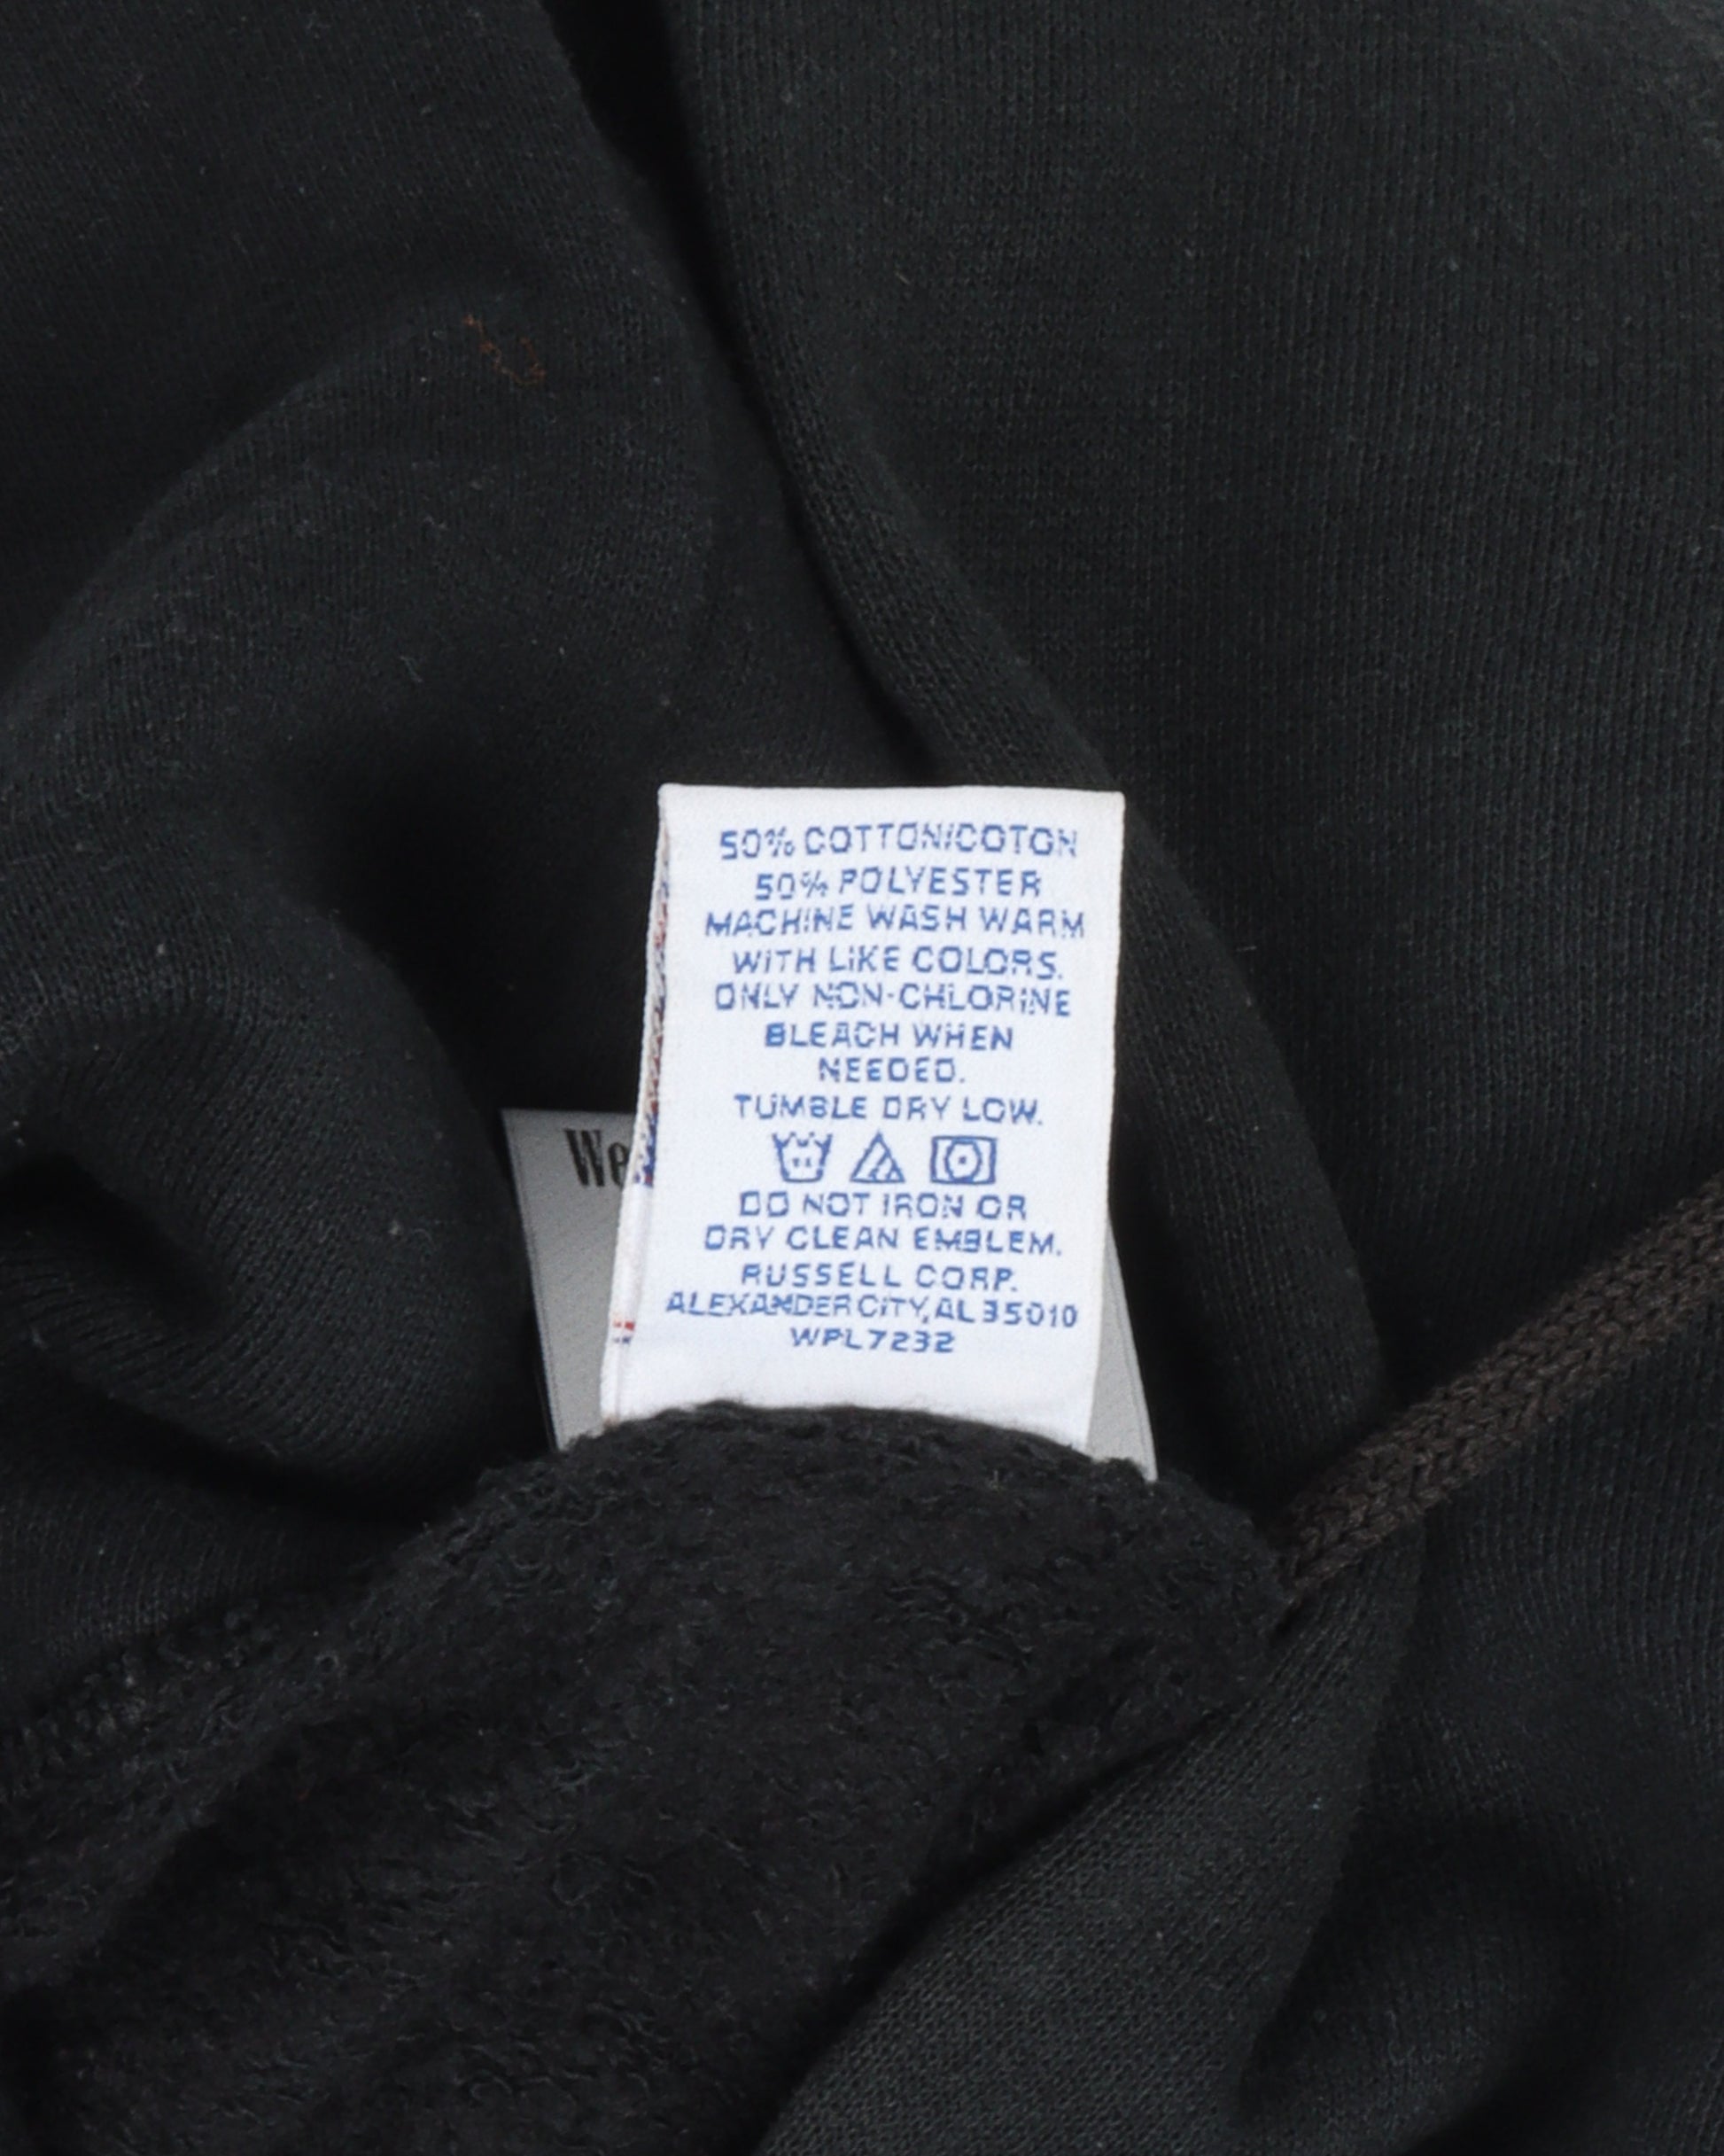 50% COTTON/COTON
50% POLYESTER
MACHINE WASH WARM
WITH LIKE COLORS.
ONLY NON-CHLORINE
BLEACH WHEN
NEEDED.
TUMBLE DRY LOW.
DO NOT IRON OR
DRY CLEAN EMBLEM.
RUSSELL CORP.
ALEXANDER CITY, AL 35010
WPL7232
We